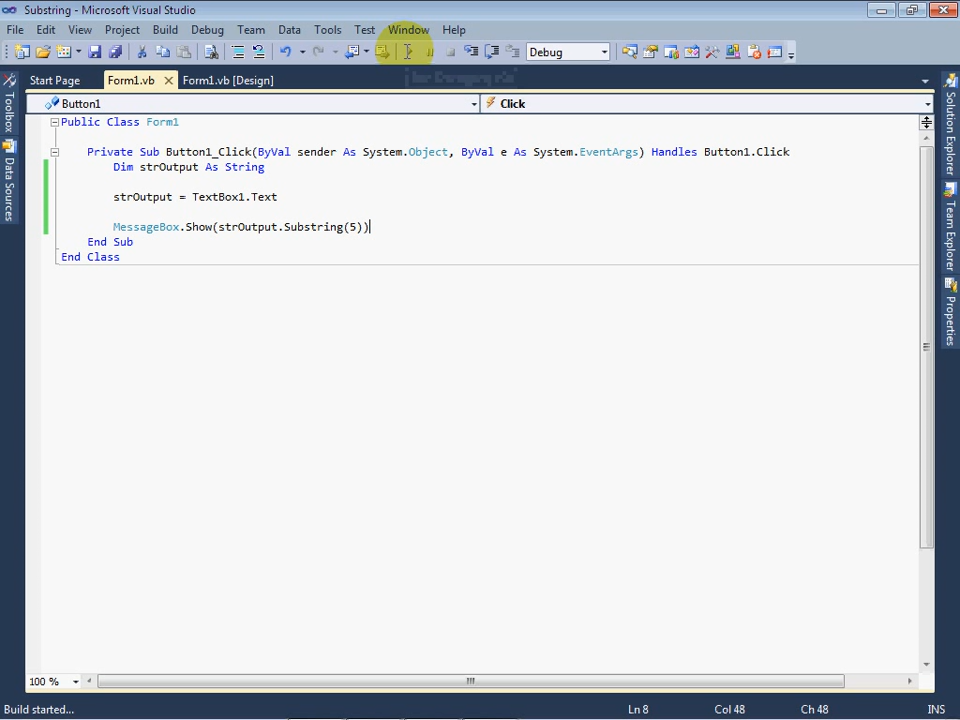 Substring - Microsoft Visual Studio
File Edit View Project Build Debug Team Data Tools Test Window Help
Debug
Start Page Form1.vb Form1.vb [Design]
Button1 Click
Public Class Form1
Private Sub Button1_Click(ByVal sender As System.Object, ByVal e As System.EventArgs) Handles Button1.Click
Dim strOutput As String
strOutput = TextBox1.Text
MessageBox.Show(strOutput.Substring(5))
End Sub
End Class
Toolbox
Data Sources
Solution Explorer
Team Explorer
Properties
100 %
Build started... Ln 8 Col 48 Ch 48 INS